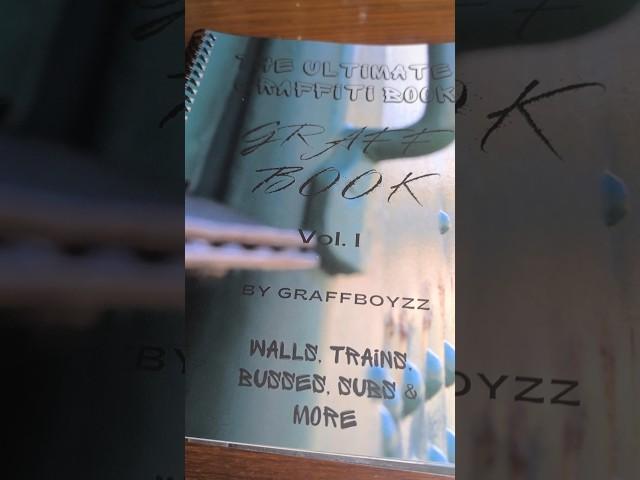 THE ULTIMATE
GRAFFITI BOOK
GRAFF
BOOK
Vol. I
BY GRAFFBOYZZ
WALLS, TRAINS,
BUSSES, SUBS &
MORE